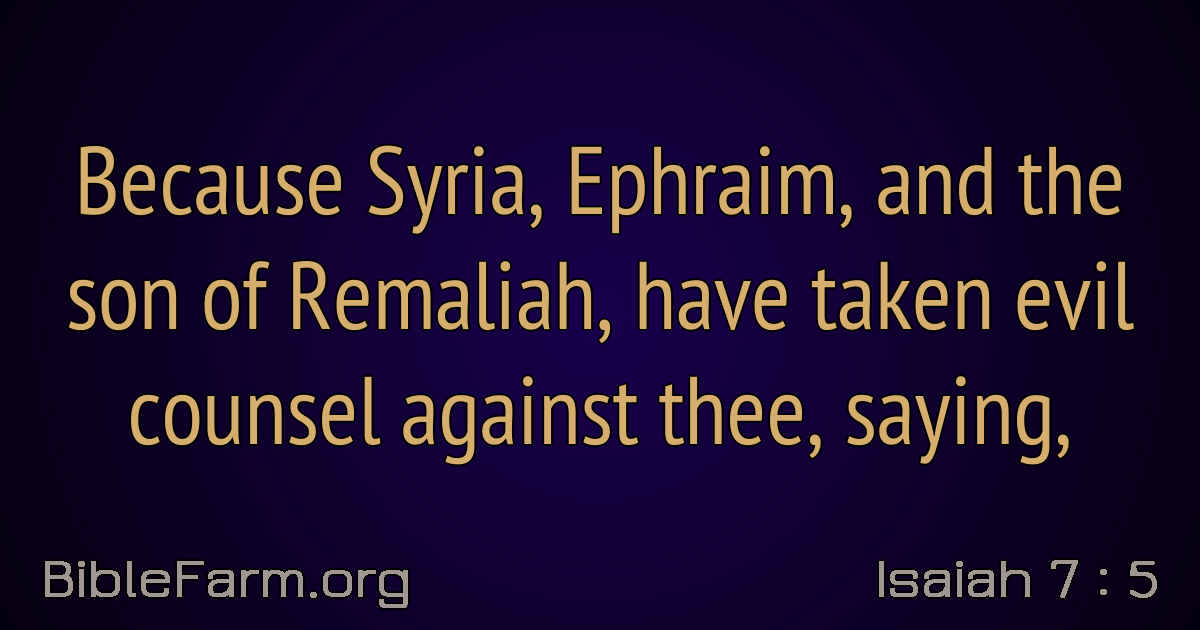 Because Syria, Ephraim, and the
son of Remaliah, have taken evil
counsel against thee, saying,
BibleFarm.org
Isaiah 7 : 5